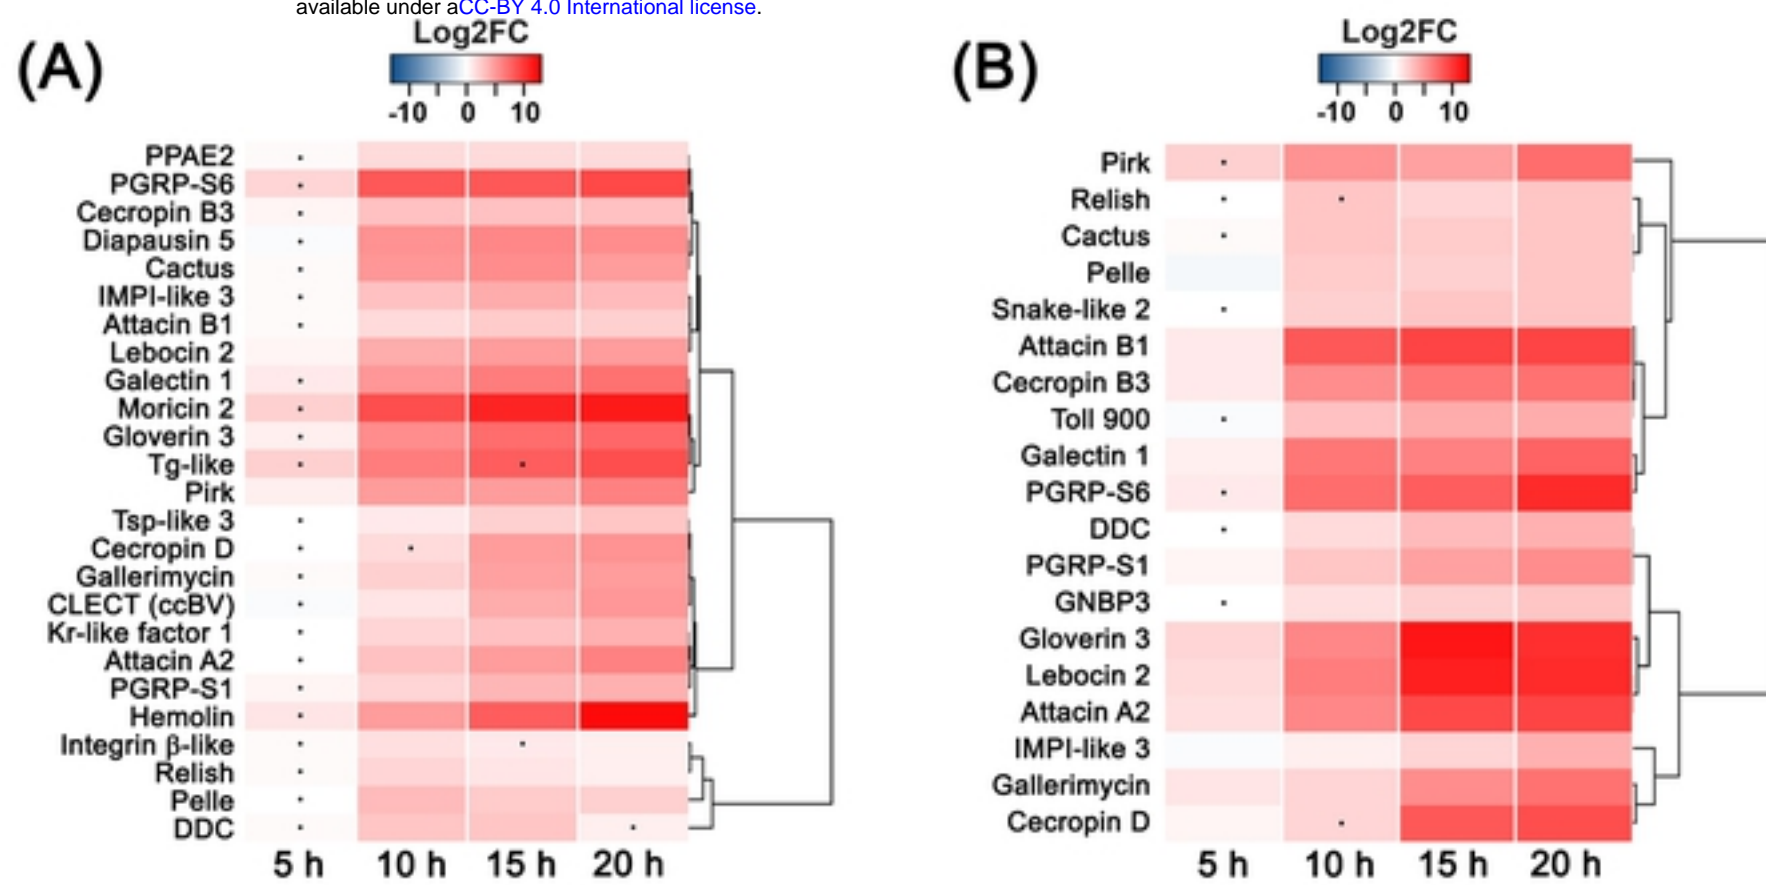 available under aCC-BY 4.0 International license.
(A)
Log2FC
-10 0 10
PPAE2
PGRP-S6
Cecropin B3
Diapausin 5
Cactus
IMPI-like 3
Attacin B1
Lebocin 2
Galectin 1
Moricin 2
Gloverin 3
Tg-like
Pirk
Tsp-like 3
Cecropin D
Gallerimycin
CLECT (ccBV)
Kr-like factor 1
Attacin A2
PGRP-S1
Hemolin
Integrin β-like
Relish
Pelle
DDC
5 h 10 h 15 h 20 h
(B)
Log2FC
-10 0 10
Pirk
Relish
Cactus
Pelle
Snake-like 2
Attacin B1
Cecropin B3
Toll 900
Galectin 1
PGRP-S6
DDC
PGRP-S1
GNBP3
Gloverin 3
Lebocin 2
Attacin A2
IMPI-like 3
Gallerimycin
Cecropin D
5 h 10 h 15 h 20 h